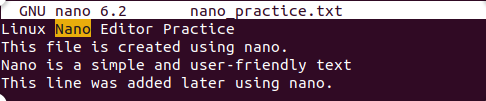 GNU nano 6.2 nano_practice.txt
Linux Nano Editor Practice
This file is created using nano.
Nano is a simple and user-friendly text
This line was added later using nano.